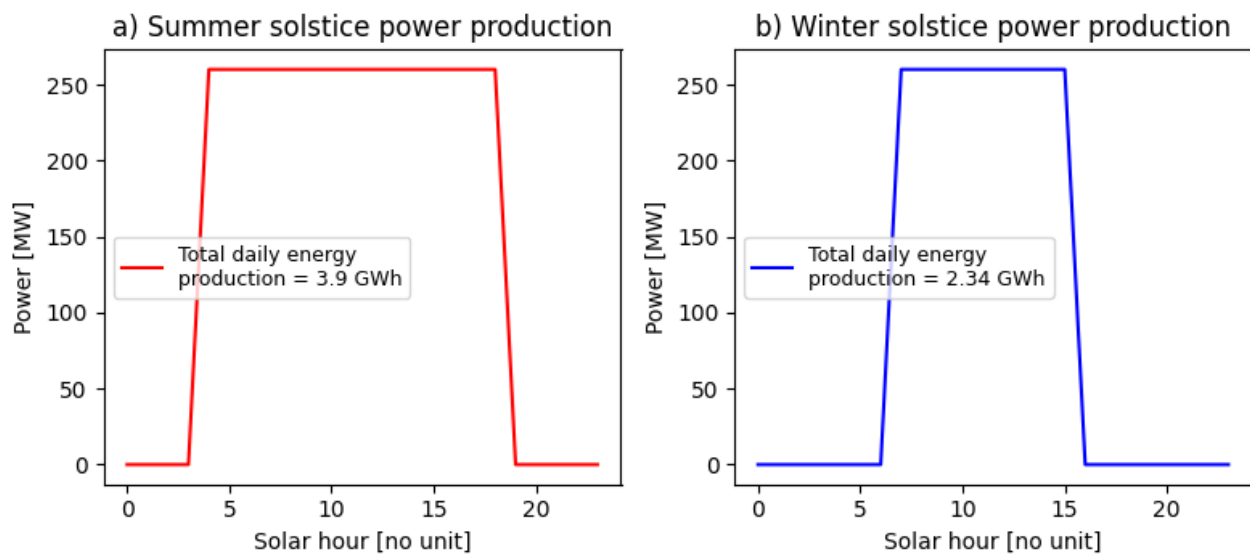 a) Summer solstice power production
Power [MW]
250
200
150
100
50
0
Total daily energy
production = 3.9 GWh
0 5 10 15 20
Solar hour [no unit]
b) Winter solstice power production
Power [MW]
250
200
150
100
50
0
Total daily energy
production = 2.34 GWh
0 5 10 15 20
Solar hour [no unit]